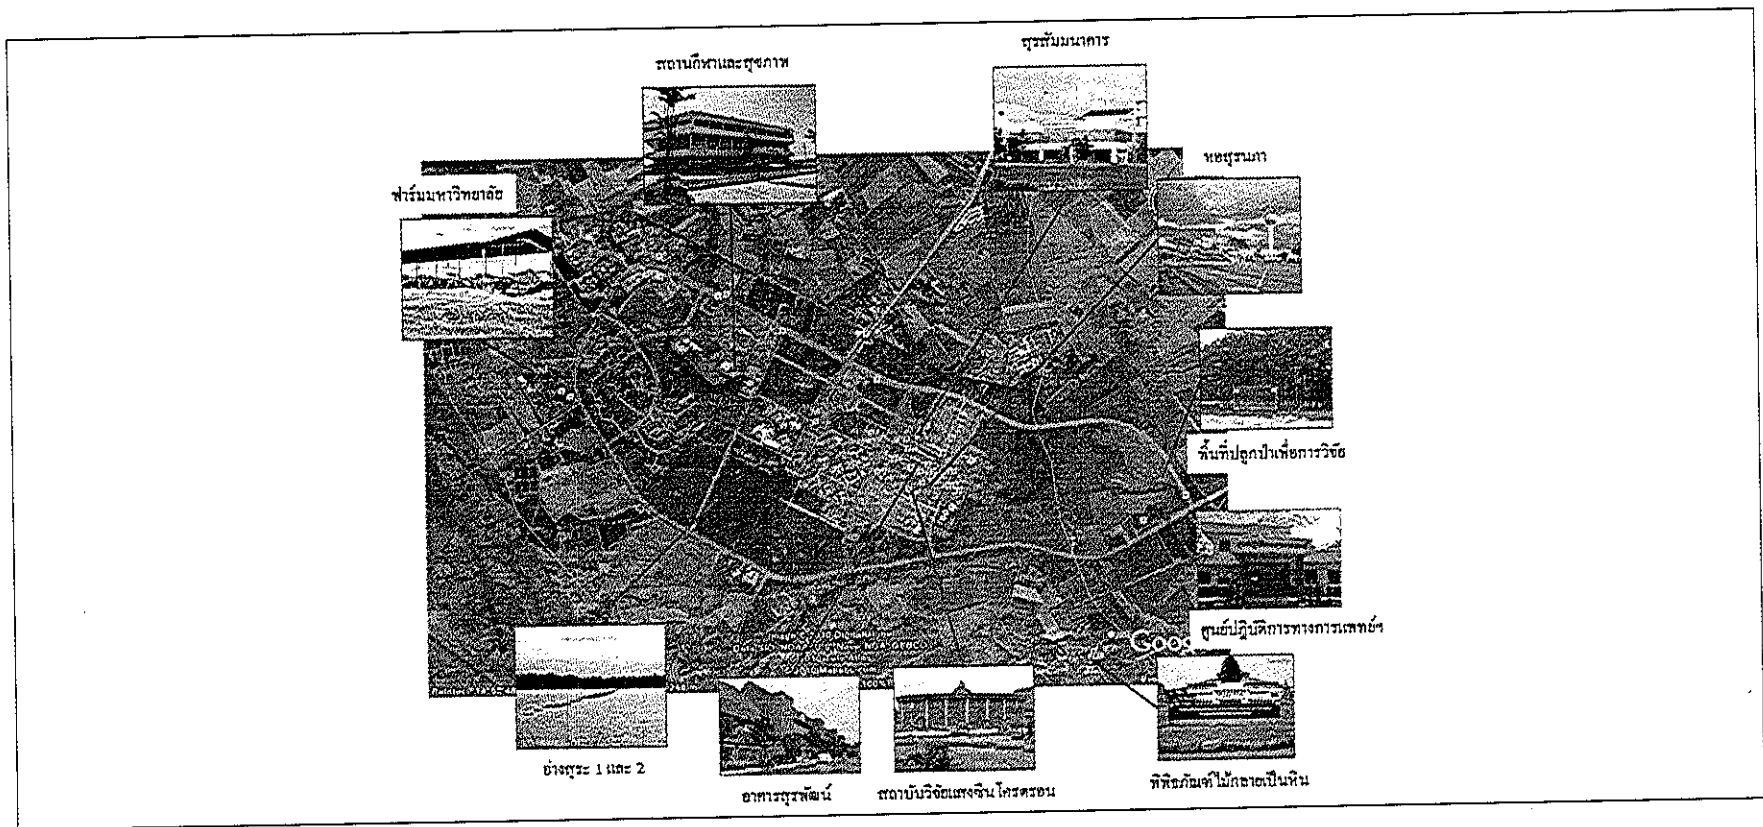 สถานกีฬาและสุขภาพ
สุรสัมมนาคาร
หอสุรนภา
ฟาร์มมหาวิทยาลัย
พื้นที่ปลูกป่าเพื่อการวิจัย
ศูนย์ปฏิบัติการทางการแพทย์ฯ
อ่างสุระ 1 และ 2
อาคารสุรพัฒน์
สถาบันวิจัยแสงซินโครตรอน
พิพิธภัณฑ์ไม้กลายเป็นหิน